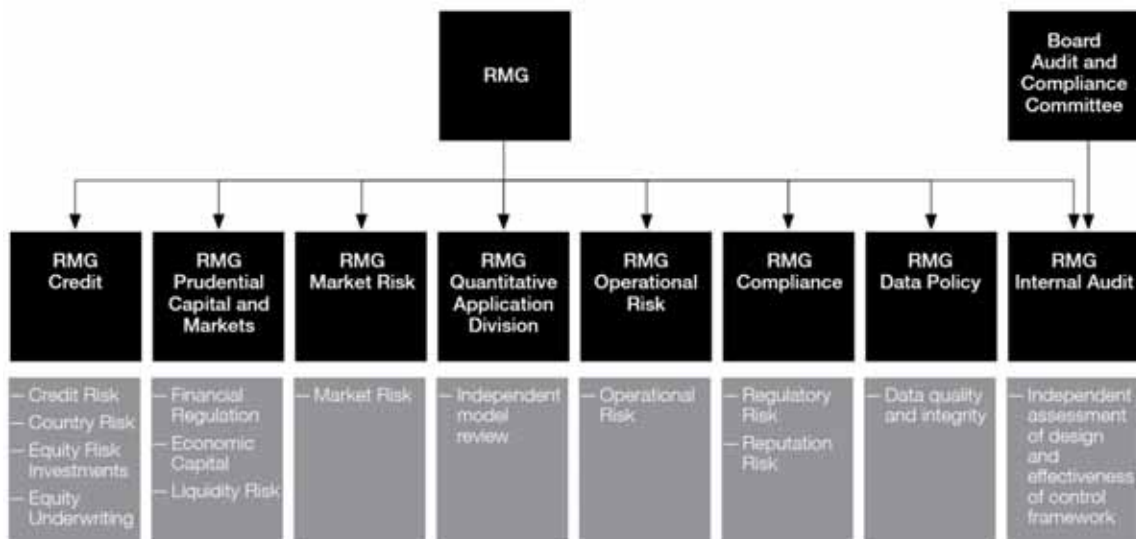 RMG
Board
Audit and
Compliance
Committee
RMG
Credit
RMG
Prudential
Capital and
Markets
RMG
Market Risk
RMG
Quantitative
Application
Division
RMG
Operational
Risk
RMG
Compliance
RMG
Data Policy
RMG
Internal Audit
– Credit Risk
– Country Risk
– Equity Risk
Investments
– Equity
Underwriting
– Financial
Regulation
– Economic
Capital
– Liquidity Risk
– Market Risk
– Independent
model
review
– Operational
Risk
– Regulatory
Risk
– Reputation
Risk
– Data quality
and integrity
– Independent
assessment
of design
and
effectiveness
of control
framework